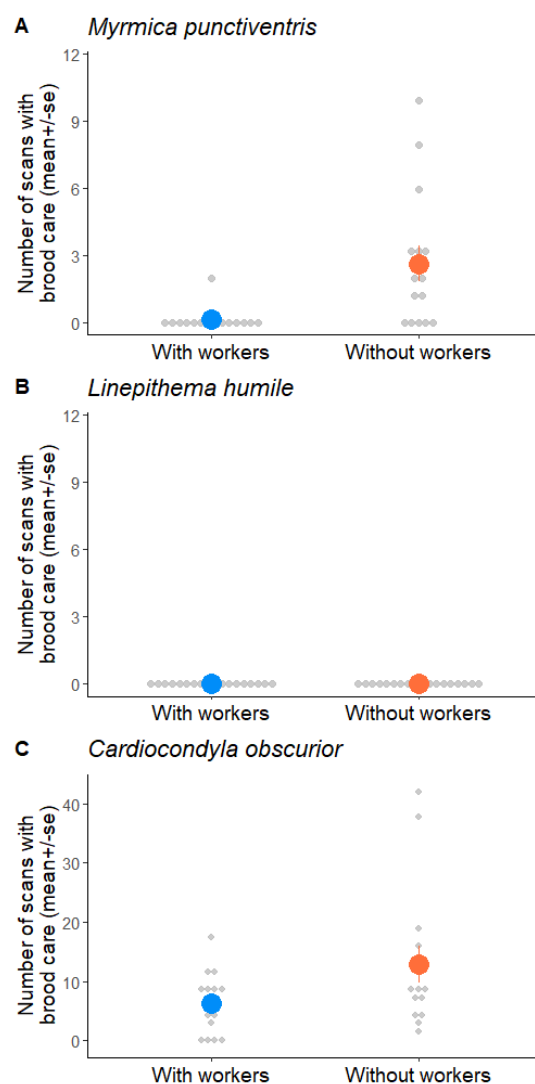 A Myrmica punctiventris
Number of scans with
brood care (mean+/-se)
12
9
6
3
0
With workers Without workers
B Linepithema humile
Number of scans with
brood care (mean+/-se)
12
9
6
3
0
With workers Without workers
C Cardiocondyla obscurior
Number of scans with
brood care (mean+/-se)
40
30
20
10
0
With workers Without workers